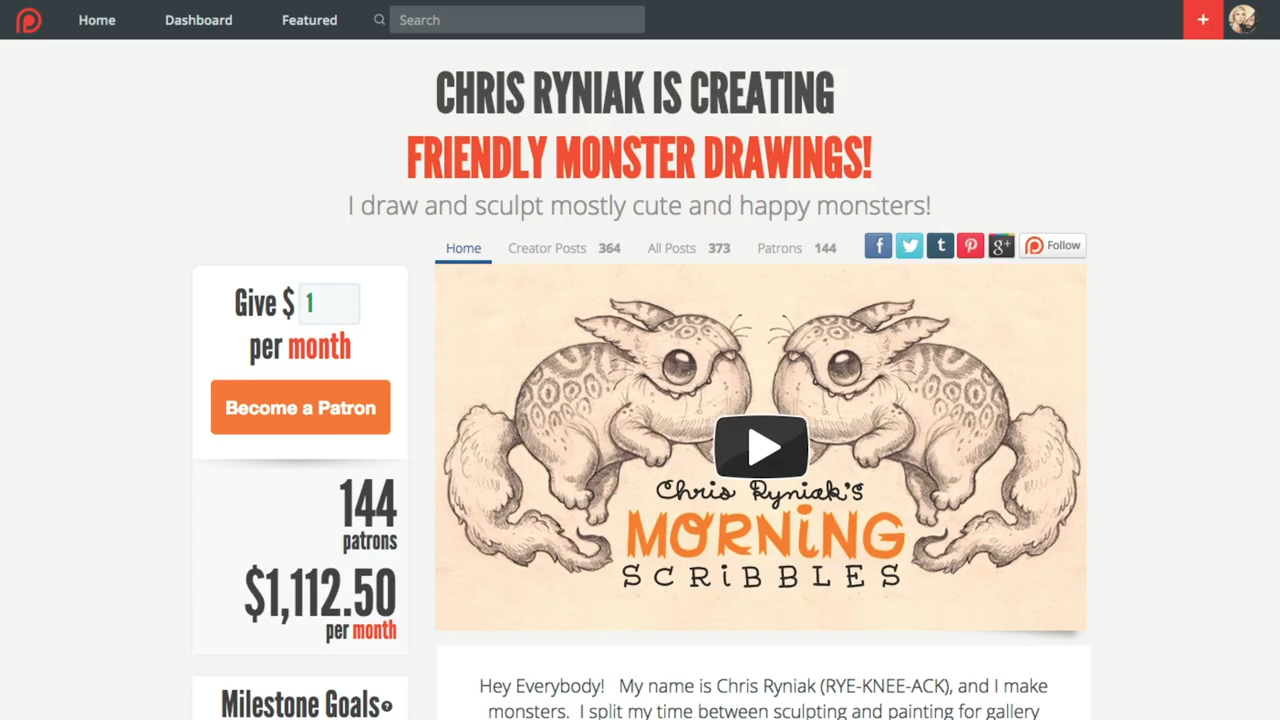 Home Dashboard Featured Search +
CHRIS RYNIAK IS CREATING
FRIENDLY MONSTER DRAWINGS!
I draw and sculpt mostly cute and happy monsters!
Home Creator Posts 364 All Posts 373 Patrons 144 f t g+ Follow
Give $ 1
per month
Become a Patron
144
patrons
$1,112.50
per month
Milestone Goals ?
Chris Ryniak's
MORNiNG
SCRiBBLES
Hey Everybody! My name is Chris Ryniak (RYE-KNEE-ACK), and I make
monsters. I split my time between sculpting and painting for gallery